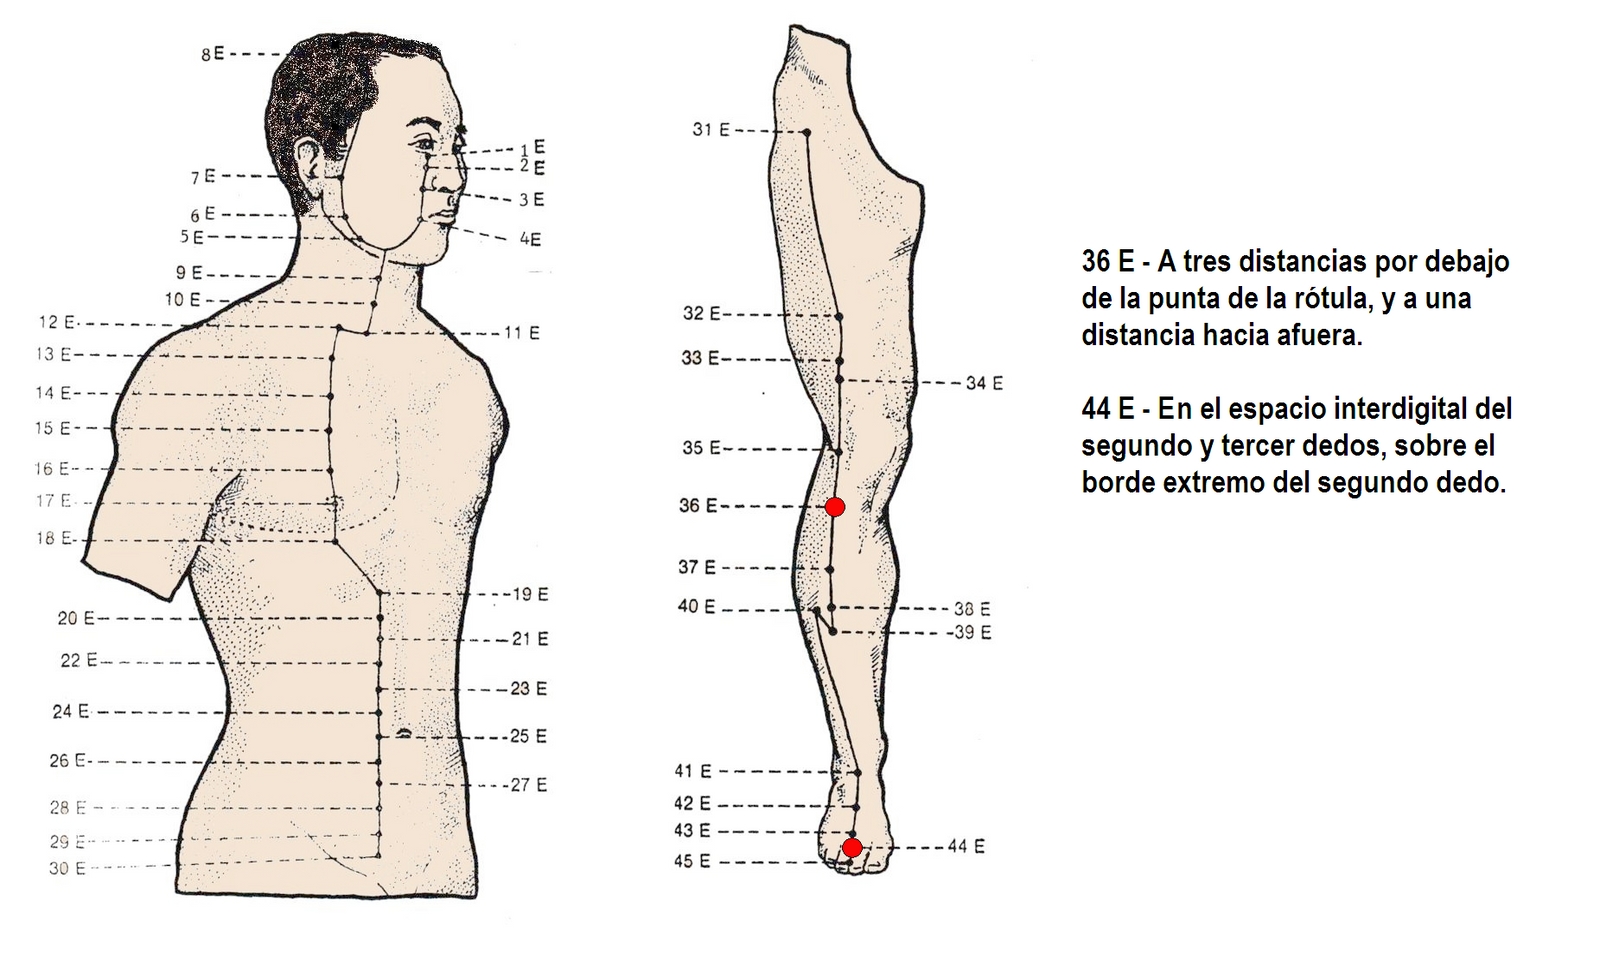 8E
1 E
2 E
7 E
3 E
6 E
5 E
4E
9 E
10 E
12 E
11 E
13 E
14 E
15 E
16 E
17 E
18 E
19 E
20 E
21 E
22 E
23 E
24 E
25 E
26 E
27 E
28 E
29 E
30 E
31 E
32 E
33 E
34 E
35 E
36 E
37 E
40 E
38 E
39 E
41 E
42 E
43 E
44 E
45 E
36 E - A tres distancias por debajo
de la punta de la rótula, y a una
distancia hacia afuera.
44 E - En el espacio interdigital del
segundo y tercer dedos, sobre el
borde extremo del segundo dedo.